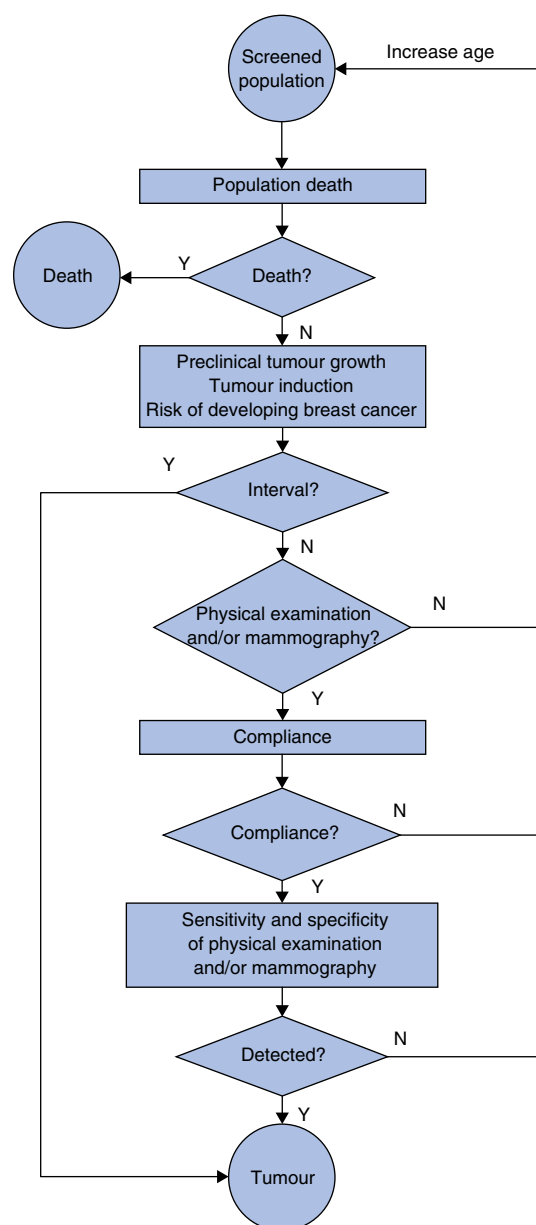 Screened
population
Increase age
Population death
Death
Y
Death?
N
Preclinical tumour growth
Tumour induction
Risk of developing breast cancer
Y
Interval?
N
Physical examination
and/or mammography?
N
Y
Compliance
Compliance?
N
Y
Sensitivity and specificity
of physical examination
and/or mammography
Detected?
N
Y
Tumour